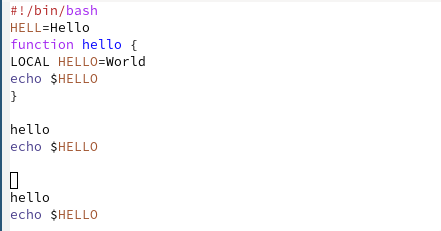 #!/bin/bash
HELL=Hello
function hello {
LOCAL HELLO=World
echo $HELLO
}
hello
echo $HELLO
hello
echo $HELLO